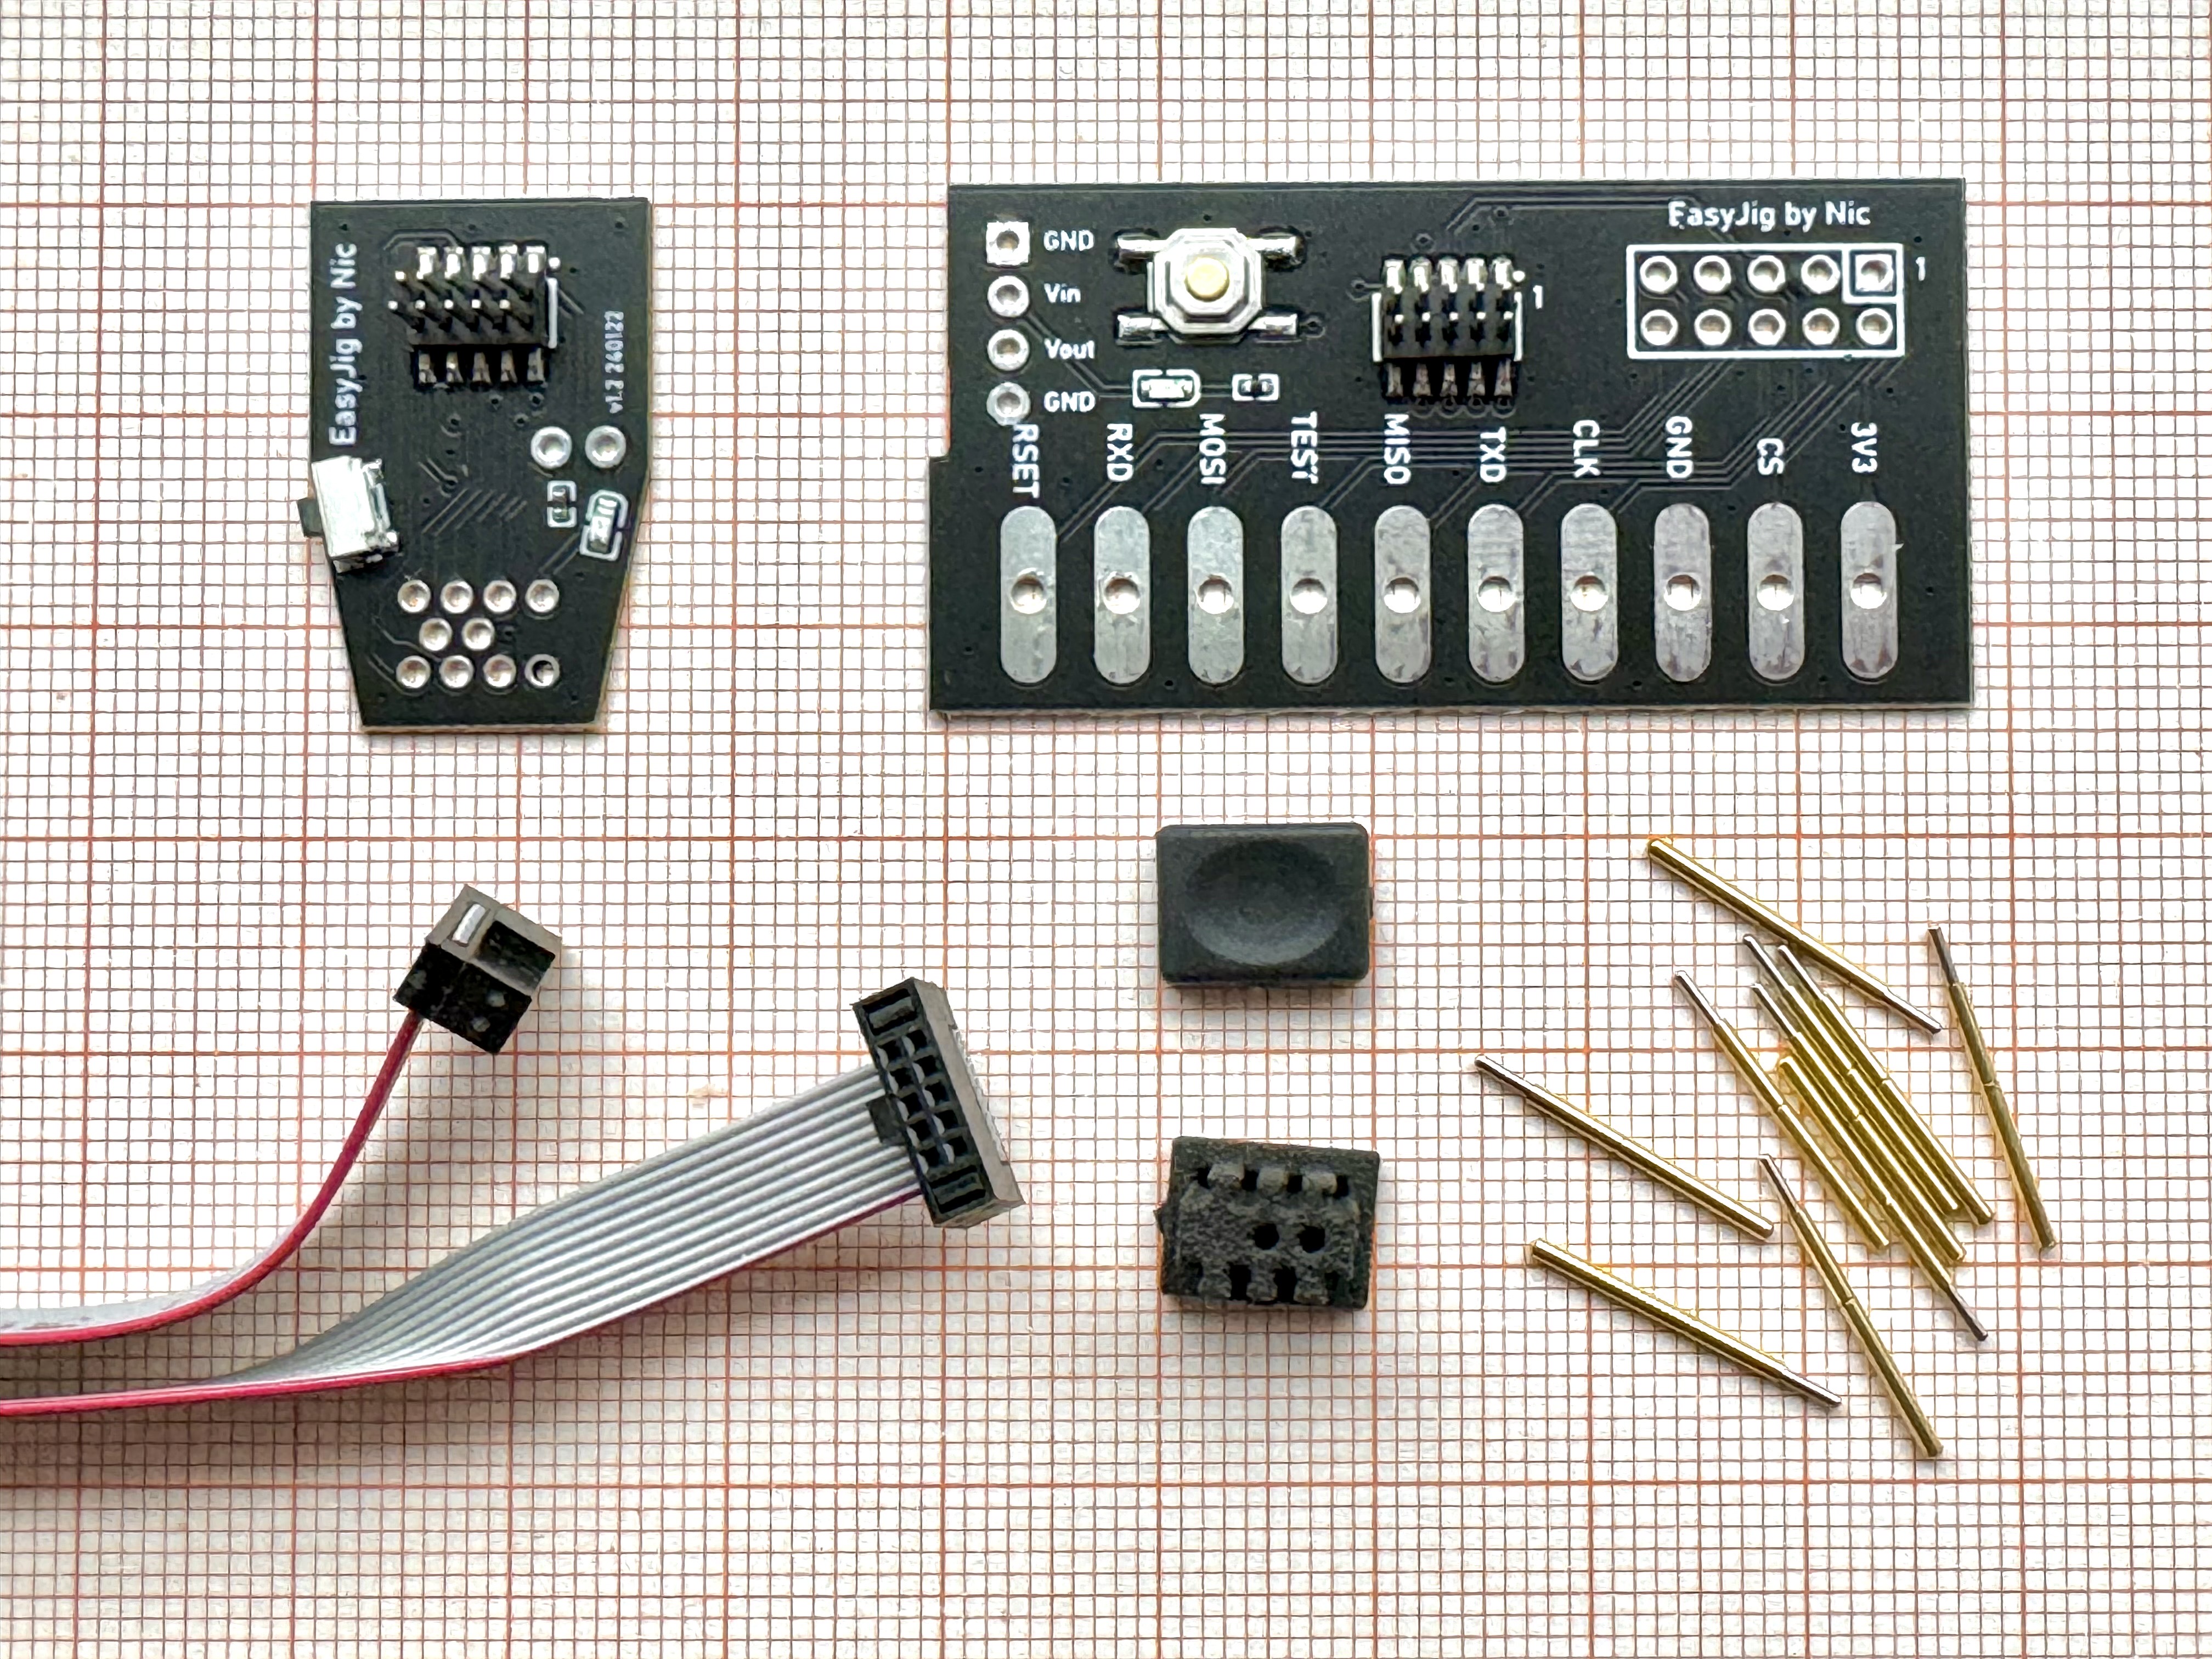 EasyJig by Nic
v1.2 240122
EasyJig by Nic
GND
Vin
Vout
GND
1
1
RSET
RXD
MOSI
TEST
MISO
TXD
CLK
GND
CS
3V3